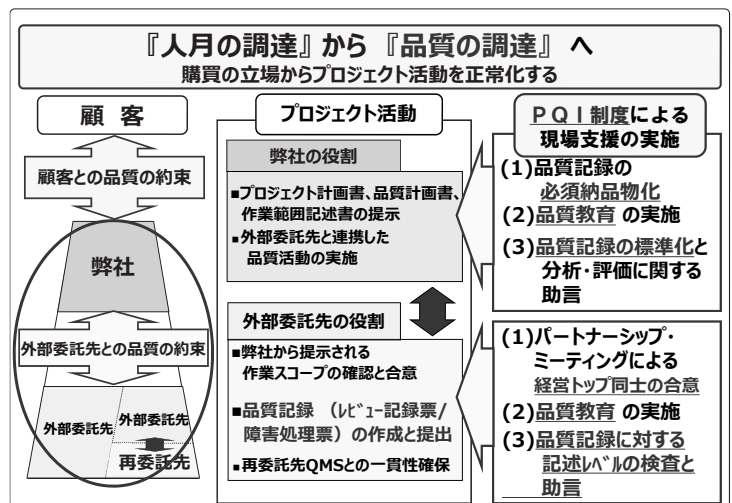 『人月の調達』 から 『品質の調達』 へ
購買の立場からプロジェクト活動を正常化する
顧 客
顧客との品質の約束
弊社
外部委託先との品質の約束
外部委託先
外部委託先
再委託先
プロジェクト活動
弊社の役割
■プロジェクト計画書、品質計画書、
作業範囲記述書の提示
■外部委託先と連携した
品質活動の実施
外部委託先の役割
■弊社から提示される
作業スコープの確認と合意
■品質記録 （ﾚﾋﾞｭｰ記録票/
障害処理票）の作成と提出
■再委託先QMSとの一貫性確保
ＰＱＩ制度による
現場支援の実施
(1)品質記録の
必須納品物化
(2)品質教育 の実施
(3)品質記録の標準化と
分析・評価に関する
助言
(1)パートナーシップ・
ミーティングによる
経営トップ同士の合意
(2)品質教育 の実施
(3)品質記録に対する
記述ﾚﾍﾞﾙの検査と
助言